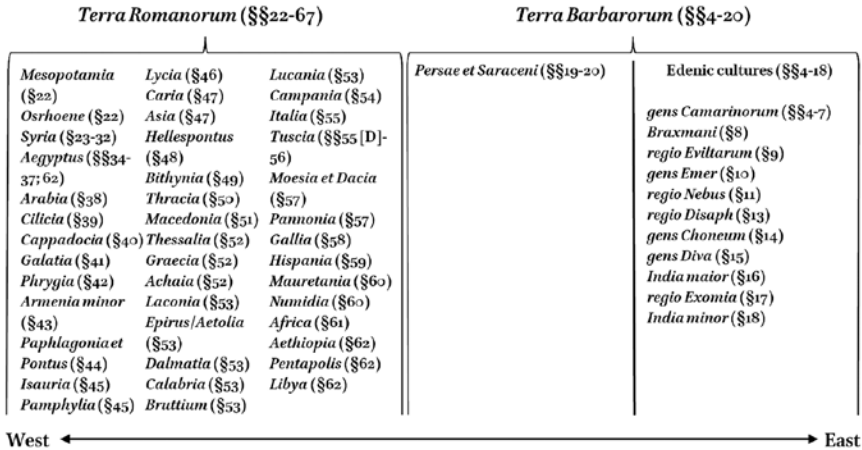 Terra Romanorum (§§22-67)
Terra Barbarorum (§§4-20)
Mesopotamia
(§22)
Osrhoene (§22)
Syria (§23-32)
Aegyptus (§§34-
37; 62)
Arabia (§38)
Cilicia (§39)
Cappadocia (§40)
Galatia (§41)
Phrygia (§42)
Armenia minor
(§43)
Paphlagonia et
Pontus (§44)
Isauria (§45)
Pamphylia (§45)
Lycia (§46)
Caria (§47)
Asia (§47)
Hellespontus
(§48)
Bithynia (§49)
Thracia (§50)
Macedonia (§51)
Thessalia (§52)
Graecia (§52)
Achaia (§52)
Laconia (§53)
Epirus/Aetolia
(§53)
Dalmatia (§53)
Calabria (§53)
Bruttium (§53)
Lucania (§53)
Campania (§54)
Italia (§55)
Tuscia (§§55 [D]-
56)
Moesia et Dacia
(§57)
Pannonia (§57)
Gallia (§58)
Hispania (§59)
Mauretania (§60)
Numidia (§60)
Africa (§61)
Aethiopia (§62)
Pentapolis (§62)
Libya (§62)
Persae et Saraceni (§§19-20)
Edenic cultures (§§4-18)
gens Camarinorum (§§4-7)
Braxmani (§8)
regio Eviltarum (§9)
gens Emer (§10)
regio Nebus (§11)
regio Disaph (§13)
gens Choneum (§14)
gens Diva (§15)
India maior (§16)
regio Exomia (§17)
India minor (§18)
West
East